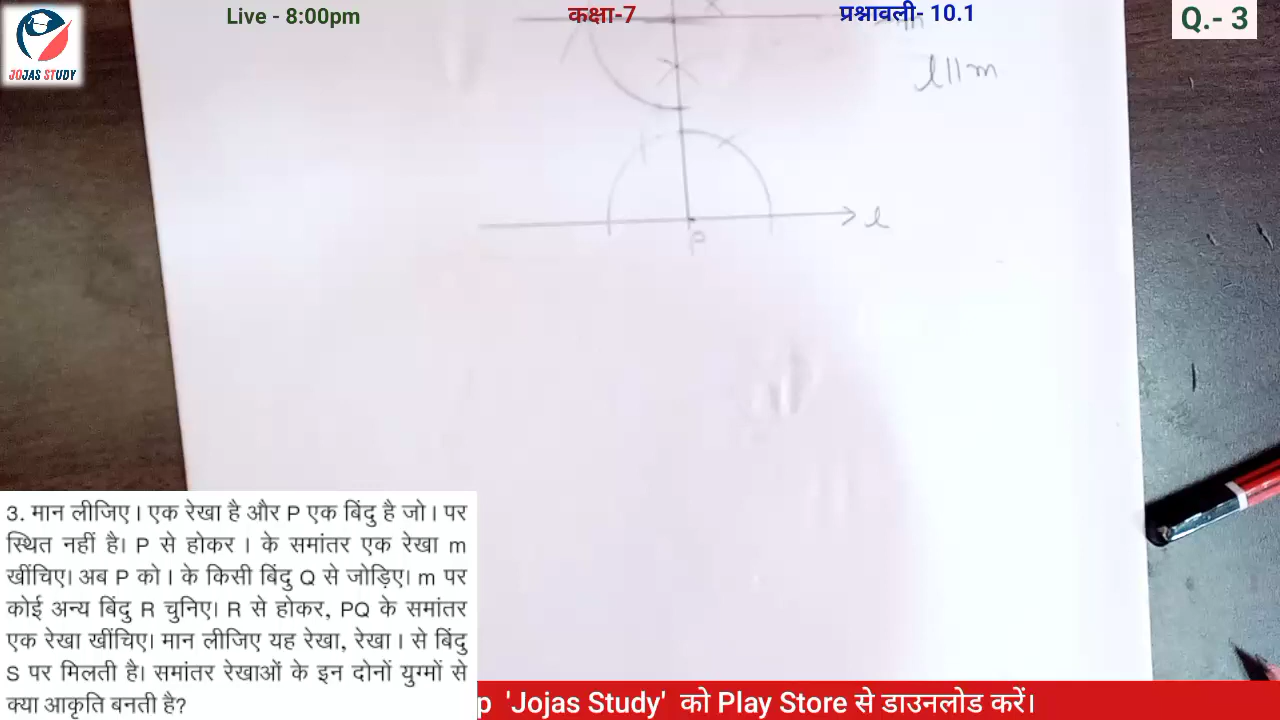 Live - 8:00pm
कक्षा-7
प्रश्नावली- 10.1
Q.- 3
JOJAS STUDY
l||m
l
P
3. मान लीजिए l एक रेखा है और P एक बिंदु है जो l पर
स्थित नहीं है। P से होकर l के समांतर एक रेखा m
खींचिए। अब P को l के किसी बिंदु Q से जोड़िए। m पर
कोई अन्य बिंदु R चुनिए। R से होकर, PQ के समांतर
एक रेखा खींचिए। मान लीजिए यह रेखा, रेखा l से बिंदु
S पर मिलती है। समांतर रेखाओं के इन दोनों युग्मों से
क्या आकृति बनती है?
p 'Jojas Study' को Play Store से डाउनलोड करें।